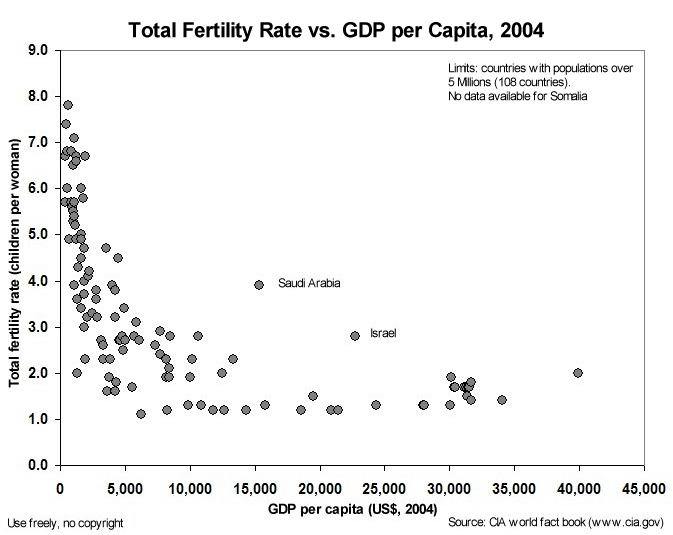 Total Fertility Rate vs. GDP per Capita, 2004
Limits: countries with populations over
5 Millions (108 countries).
No data available for Somalia
Total fertility rate (children per woman)
9.0
8.0
7.0
6.0
5.0
4.0
3.0
2.0
1.0
0.0
Saudi Arabia
Israel
0 5,000 10,000 15,000 20,000 25,000 30,000 35,000 40,000 45,000
GDP per capita (US$, 2004)
Use freely, no copyright
Source: CIA world fact book (www.cia.gov)